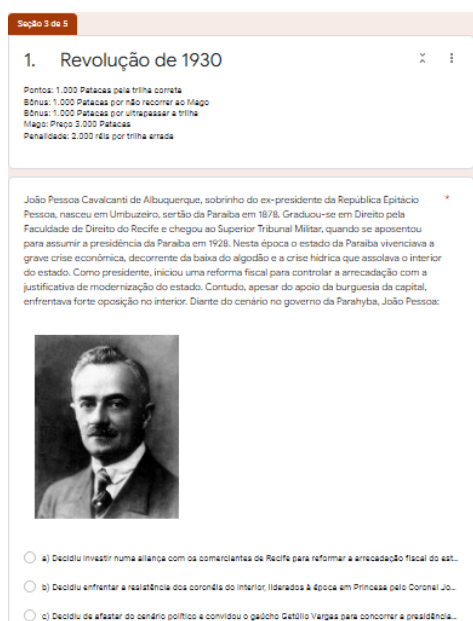 Seção 3 de 5
1. Revolução de 1930
Pontos: 1.000 Patacas pela trilha correta
Bônus: 1.000 Patacas por não recorrer ao Mago
Bônus: 1.000 Patacas por ultrapassar a trilha
Mago: Preço 3.000 Patacas
Penalidade: 2.000 réis por trilha errada
João Pessoa Cavalcanti de Albuquerque, sobrinho do ex-presidente da República Epitácio *
Pessoa, nasceu em Umbuzeiro, sertão da Paraíba em 1878. Graduou-se em Direito pela
Faculdade de Direito do Recife e chegou ao Superior Tribunal Militar, quando se aposentou
para assumir a presidência da Paraíba em 1928. Nesta época o estado da Paraíba vivenciava a
grave crise econômica, decorrente da baixa do algodão e a crise hídrica que assolava o interior
do estado. Como presidente, iniciou uma reforma fiscal para controlar a arrecadação com a
justificativa de modernização do estado. Contudo, apesar do apoio da burguesia da capital,
enfrentava forte oposição no interior. Diante do cenário no governo da Parahyba, João Pessoa:
a) Decidiu investir numa aliança com os comerciantes de Recife para reformar a arrecadação fiscal do est...
b) Decidiu enfrentar a resistência dos coronéis do interior, liderados à época em Princesa pelo Coronel Jo...
c) Decidiu de afastar do cenário político e convidou o gaúcho Getúlio Vargas para concorrer a presidência...